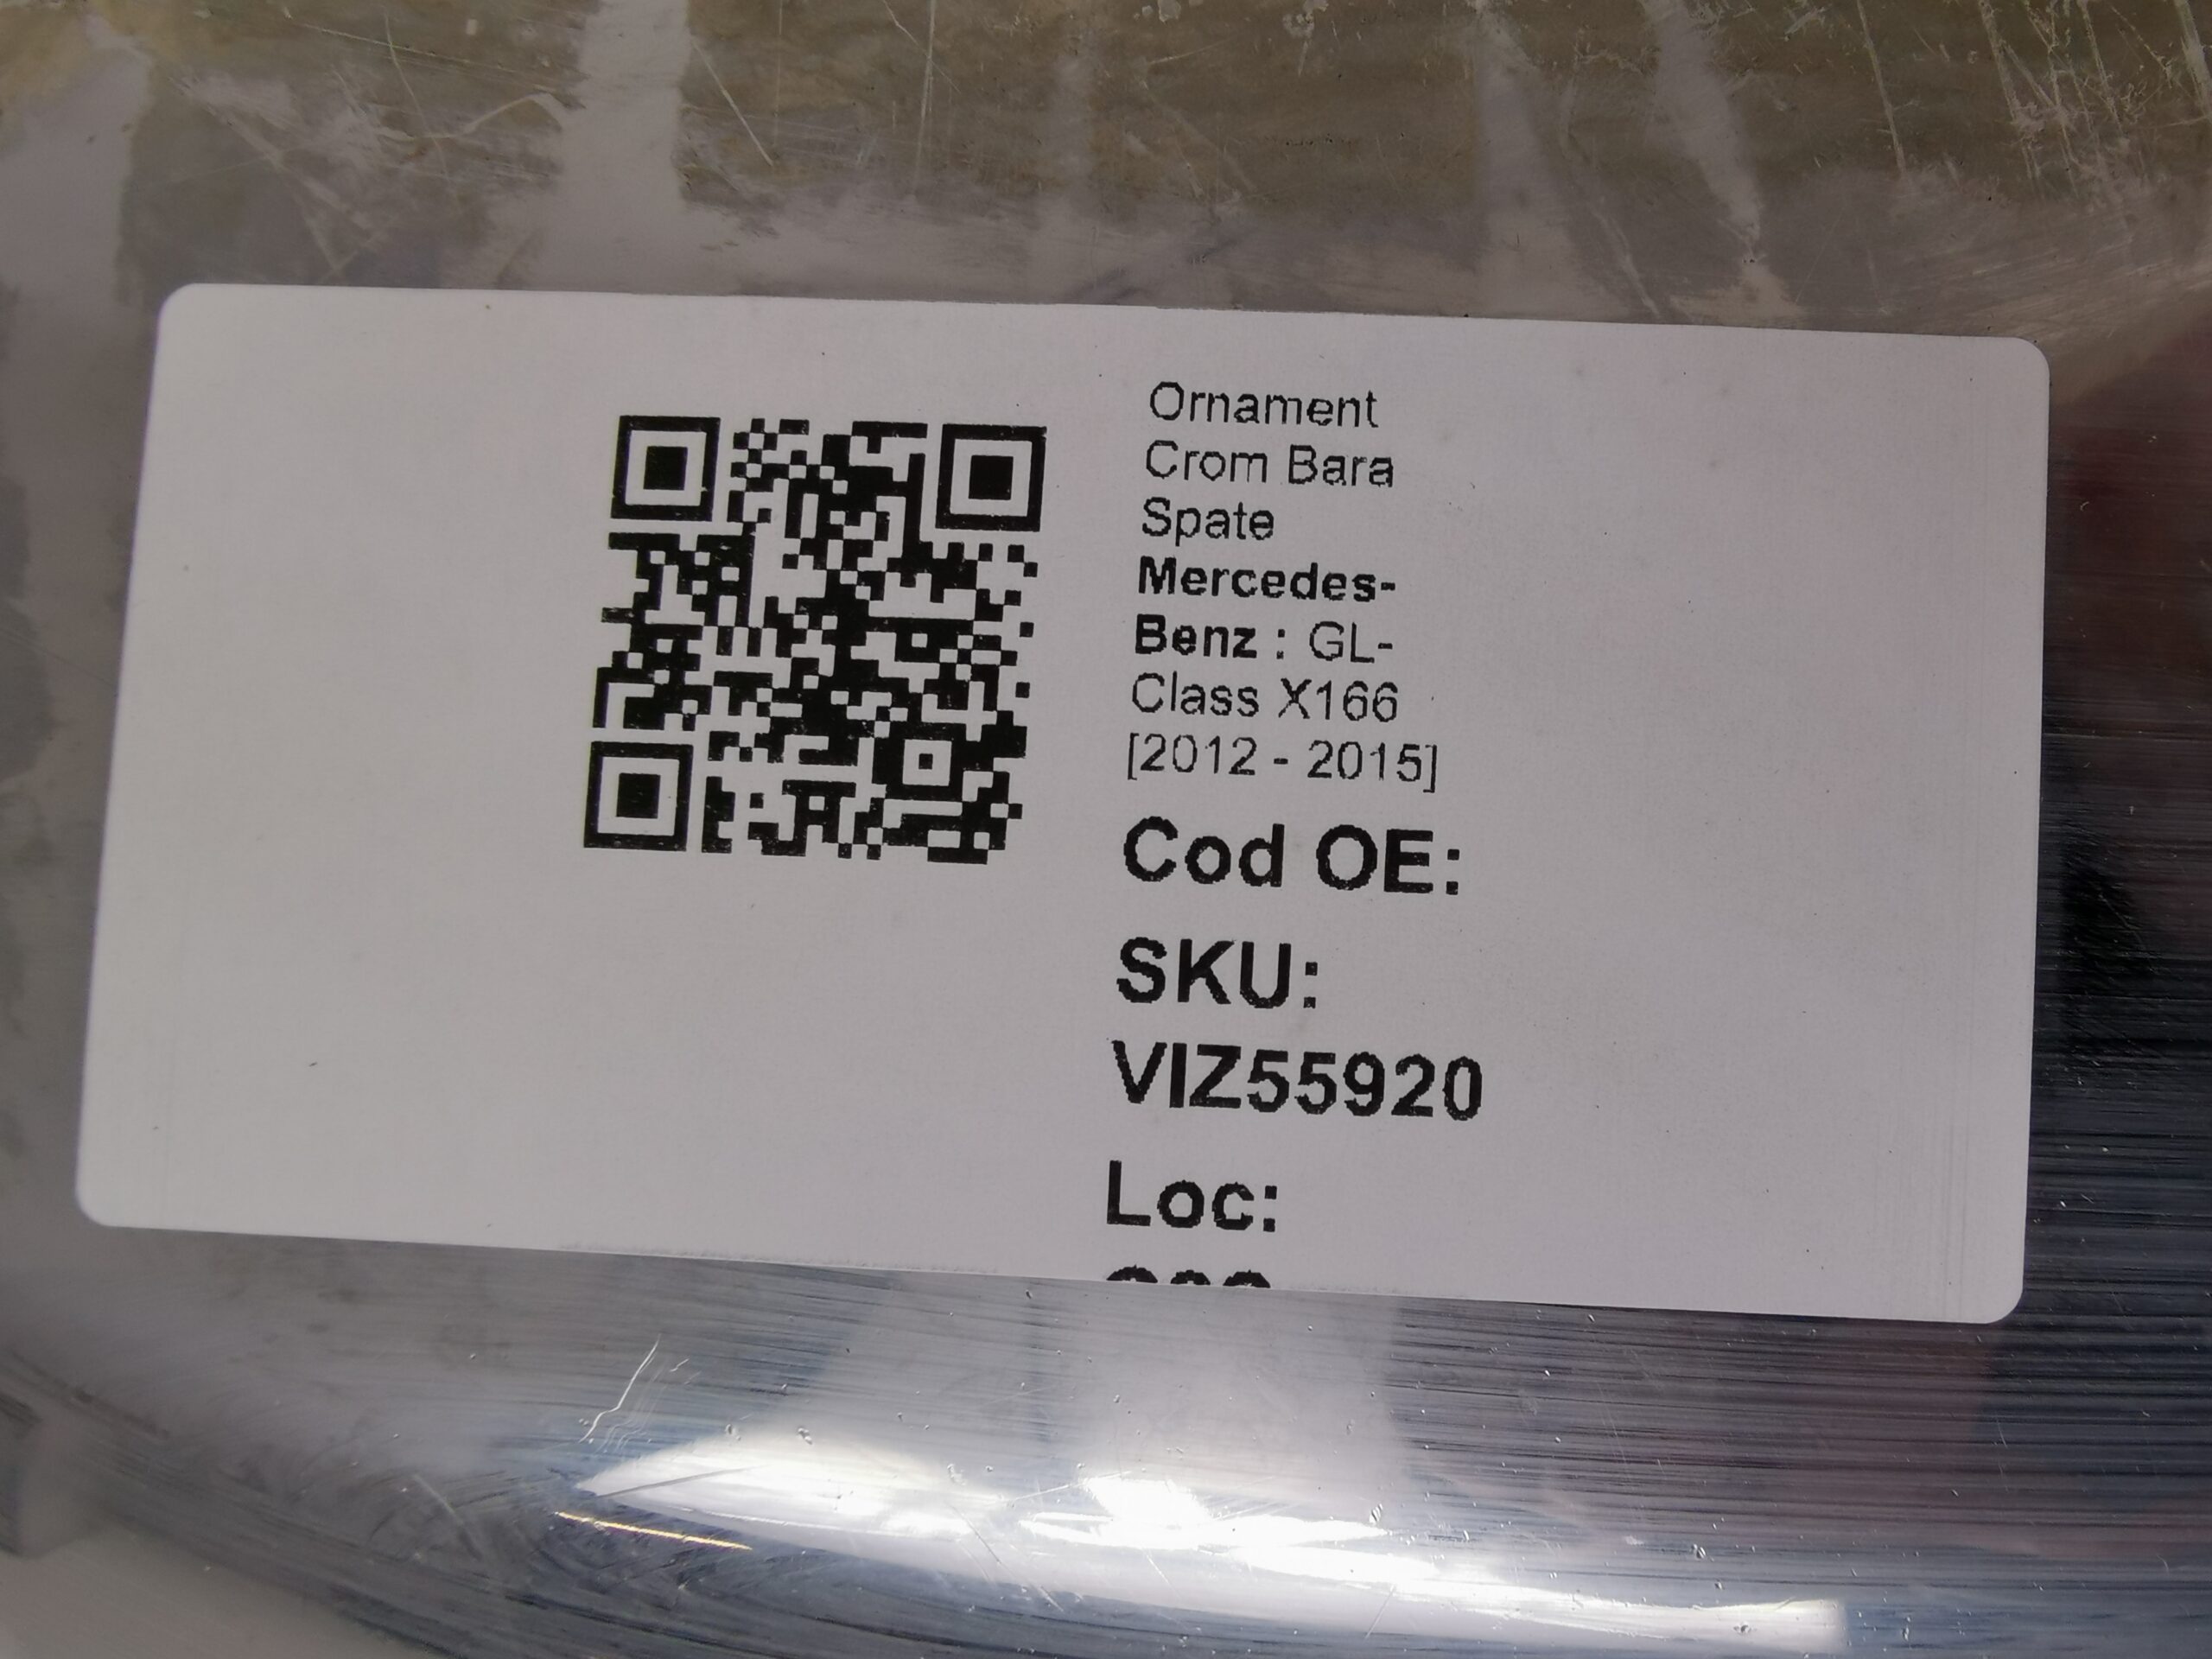 Ornament
Crom Bara
Spate
Mercedes-
Benz : GL-
Class X166
[2012 - 2015]
Cod OE:
SKU:
VIZ55920
Loc: